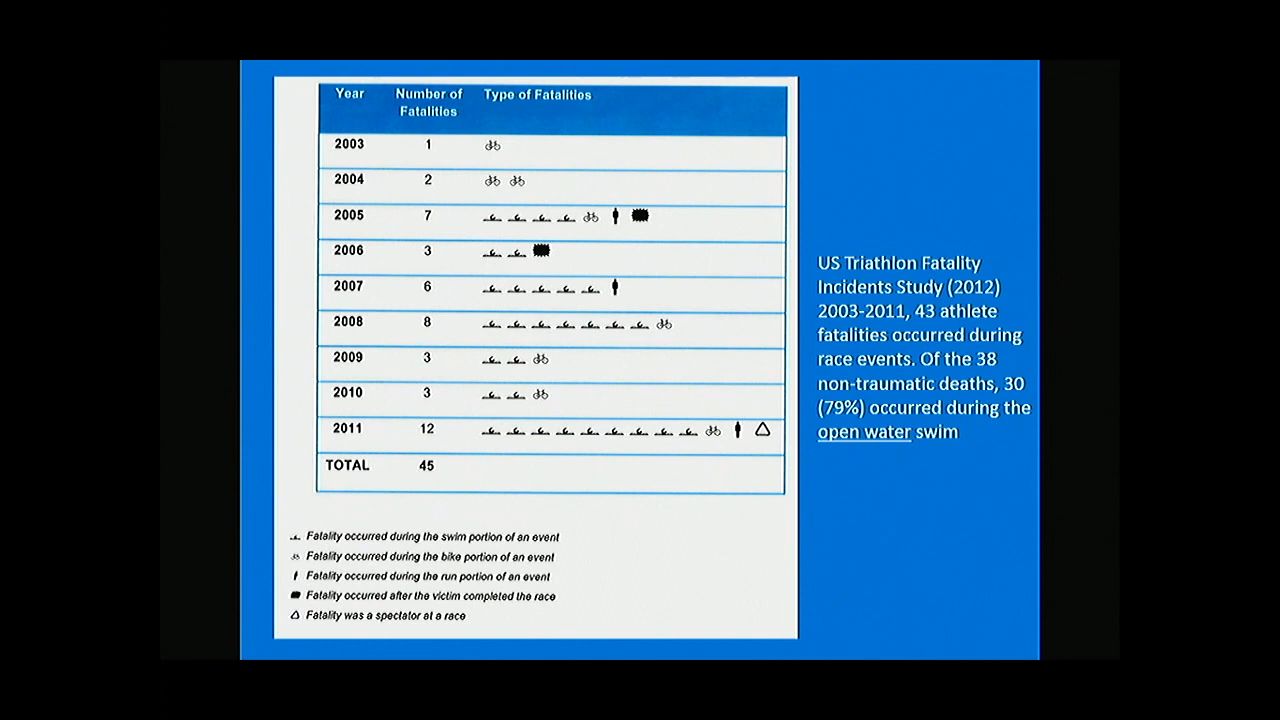 Year Number of Fatalities Type of Fatalities
2003 1
2004 2
2005 7
2006 3
2007 6
2008 8
2009 3
2010 3
2011 12
TOTAL 45
Fatality occurred during the swim portion of an event
Fatality occurred during the bike portion of an event
Fatality occurred during the run portion of an event
Fatality occurred after the victim completed the race
Fatality was a spectator at a race
US Triathlon Fatality
Incidents Study (2012)
2003-2011, 43 athlete
fatalities occurred during
race events. Of the 38
non-traumatic deaths, 30
(79%) occurred during the
open water swim